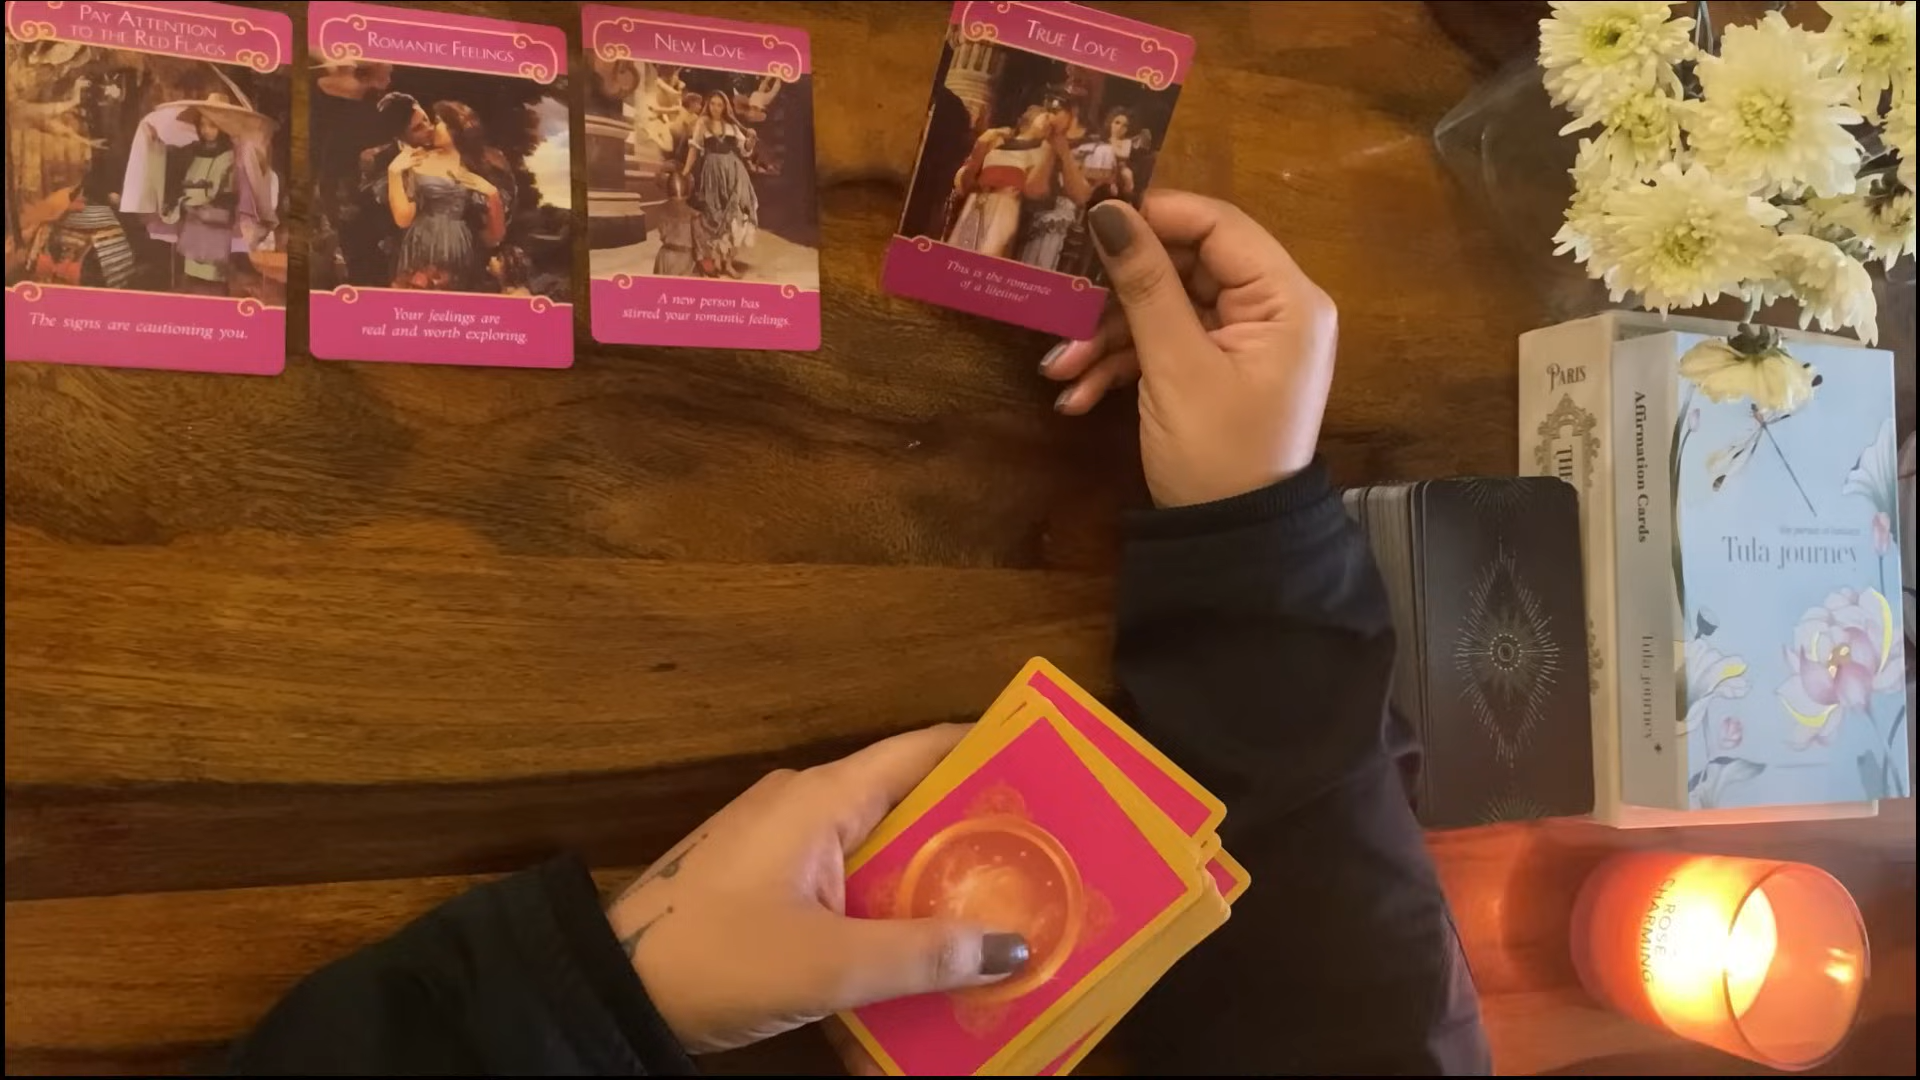 PAY ATTENTION
TO THE RED FLAGS
The signs are cautioning you.
ROMANTIC FEELINGS
Your feelings are
real and worth exploring.
NEW LOVE
A new person has
stirred your romantic feelings.
TRUE LOVE
This is the romance
of a lifetime!
PARIS
THE
Affirmation Cards
Tula journey
Tula journey
ROSE
CHARMING